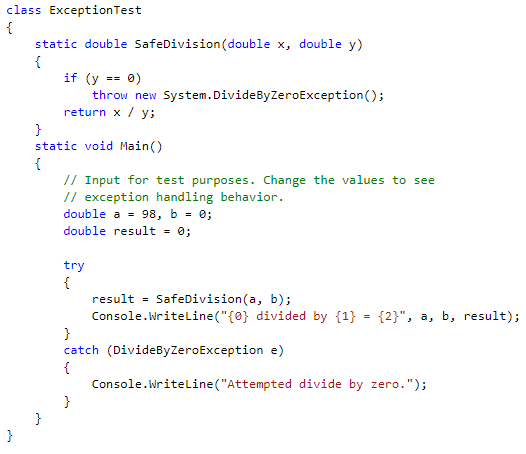 class ExceptionTest
{
    static double SafeDivision(double x, double y)
    {
        if (y == 0)
            throw new System.DivideByZeroException();
        return x / y;
    }
    static void Main()
    {
        // Input for test purposes. Change the values to see
        // exception handling behavior.
        double a = 98, b = 0;
        double result = 0;

        try
        {
            result = SafeDivision(a, b);
            Console.WriteLine("{0} divided by {1} = {2}", a, b, result);
        }
        catch (DivideByZeroException e)
        {
            Console.WriteLine("Attempted divide by zero.");
        }
    }
}